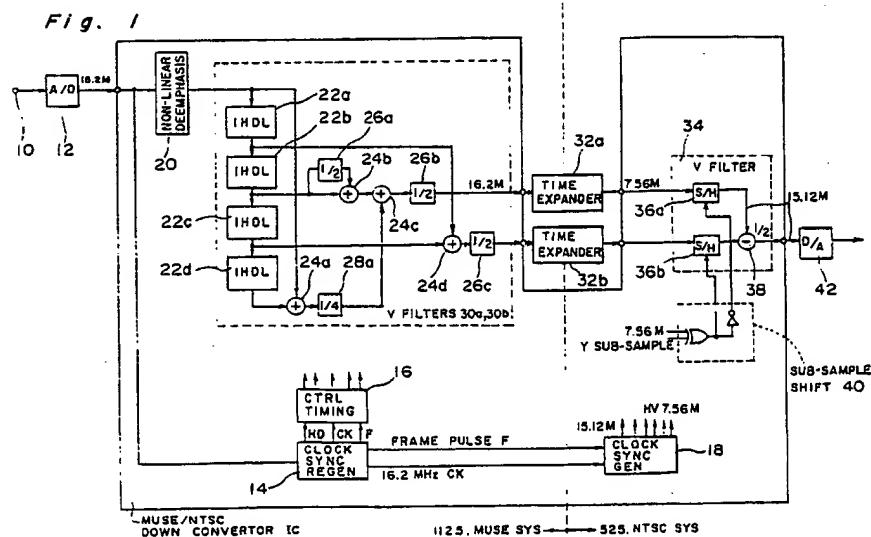 Fig. 1
A/D
16.2M
10
12
NON-LINEAR
DEEMPHASIS
20
1HDL
22a
22b
26a
24b
26b
1HDL
1/2
+
+
1/2
16.2M
22c
1HDL
24c
22d
1HDL
24a
28a
+
1/4
24d
+
1/2
26c
V FILTERS 30a, 30b
32a
TIME
EXPANDER
7.56M
TIME
EXPANDER
32b
34
V FILTER
S/H
36a
15.12M
1/2
S/H
36b
38
D/A
42
7.56M
Y SUB-SAMPLE
SUB-SAMPLE
SHIFT 40
16
CTRL
TIMING
HD CK F
CLOCK
SYNC
REGEN
14
FRAME PULSE F
16.2 MHz CK
HV 7.56M
15.12M
CLOCK
SYNC
GEN
18
MUSE/NTSC
DOWN CONVERTOR IC
1125, MUSE SYS
525, NTSC SYS